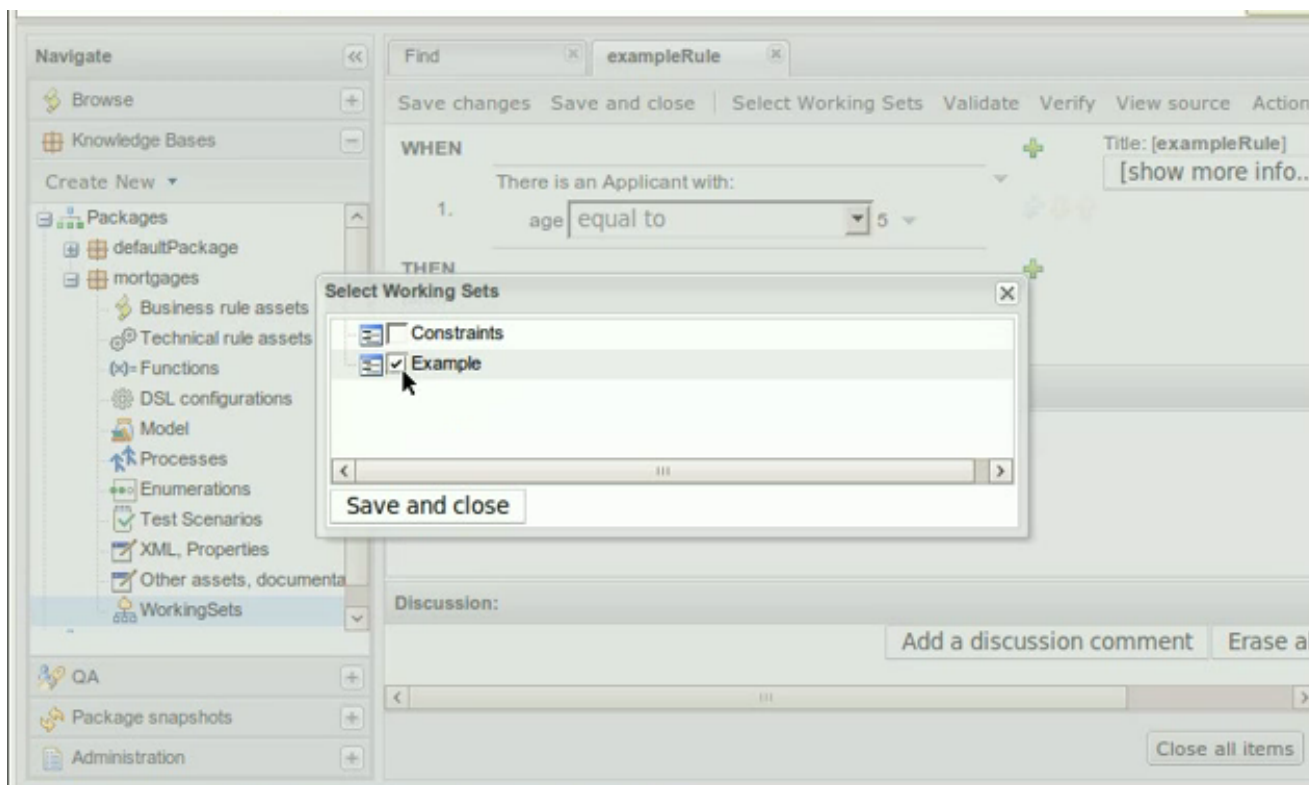 Navigate
Browse
Knowledge Bases
Create New
Packages
defaultPackage
mortgages
Business rule assets
Technical rule assets
(x)= Functions
DSL configurations
Model
Processes
Enumerations
Test Scenarios
XML, Properties
Other assets, documenta
WorkingSets
QA
Package snapshots
Administration
Find exampleRule
Save changes Save and close Select Working Sets Validate Verify View source Action
WHEN
Title: [exampleRule]
[show more info..
There is an Applicant with:
1.
age equal to 5
THEN
Select Working Sets
Constraints
Example
Save and close
Discussion:
Add a discussion comment Erase a
Close all items